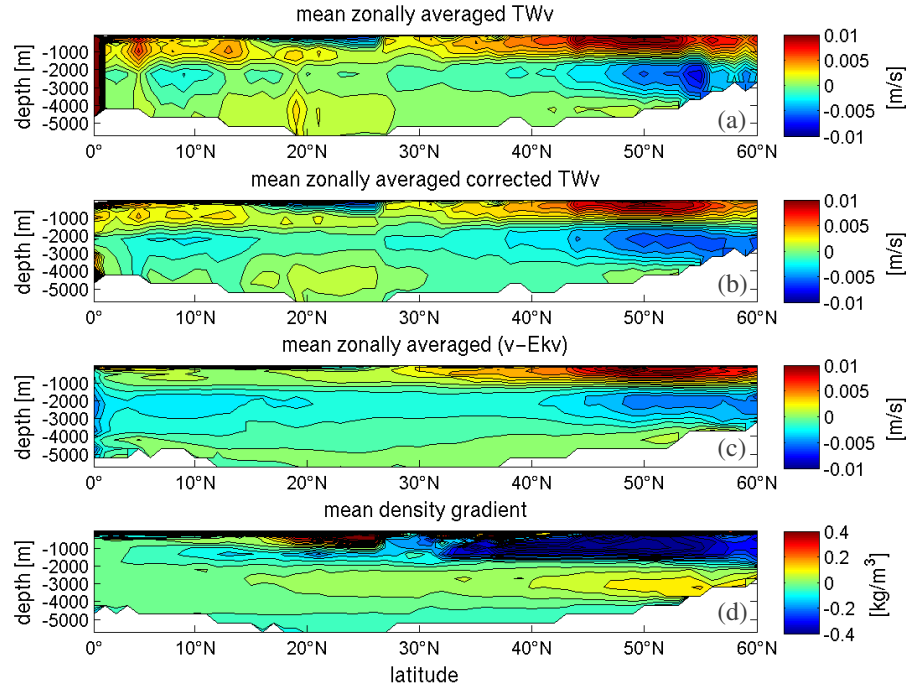 mean zonally averaged TWv
depth [m]
-1000
-2000
-3000
-4000
-5000
(a)
0° 10°N 20°N 30°N 40°N 50°N 60°N
0.01
0.005
0
-0.005
-0.01
[m/s]
mean zonally averaged corrected TWv
depth [m]
-1000
-2000
-3000
-4000
-5000
(b)
0° 10°N 20°N 30°N 40°N 50°N 60°N
0.01
0.005
0
-0.005
-0.01
[m/s]
mean zonally averaged (v−Ekv)
depth [m]
-1000
-2000
-3000
-4000
-5000
(c)
0° 10°N 20°N 30°N 40°N 50°N 60°N
0.01
0.005
0
-0.005
-0.01
[m/s]
mean density gradient
depth [m]
-1000
-2000
-3000
-4000
-5000
(d)
0° 10°N 20°N 30°N 40°N 50°N 60°N
latitude
0.4
0.2
0
-0.2
-0.4
[kg/m³]